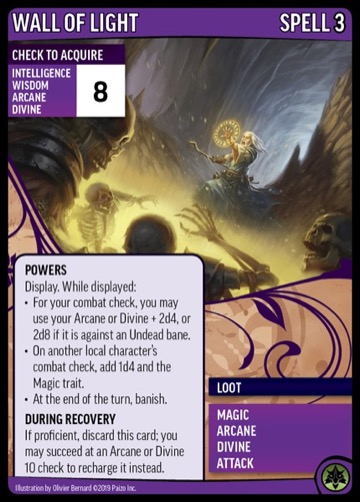 WALL OF LIGHT
SPELL 3
CHECK TO ACQUIRE
INTELLIGENCE
WISDOM
ARCANE
DIVINE
8
POWERS
Display. While displayed:
• For your combat check, you may
use your Arcane or Divine + 2d4, or
2d8 if it is against an Undead bane.
• On another local character's
combat check, add 1d4 and the
Magic trait.
• At the end of the turn, banish.
DURING RECOVERY
If proficient, discard this card; you
may succeed at an Arcane or Divine
10 check to recharge it instead.
LOOT
MAGIC
ARCANE
DIVINE
ATTACK
Illustration by Olivier Bernard ©2019 Paizo Inc.